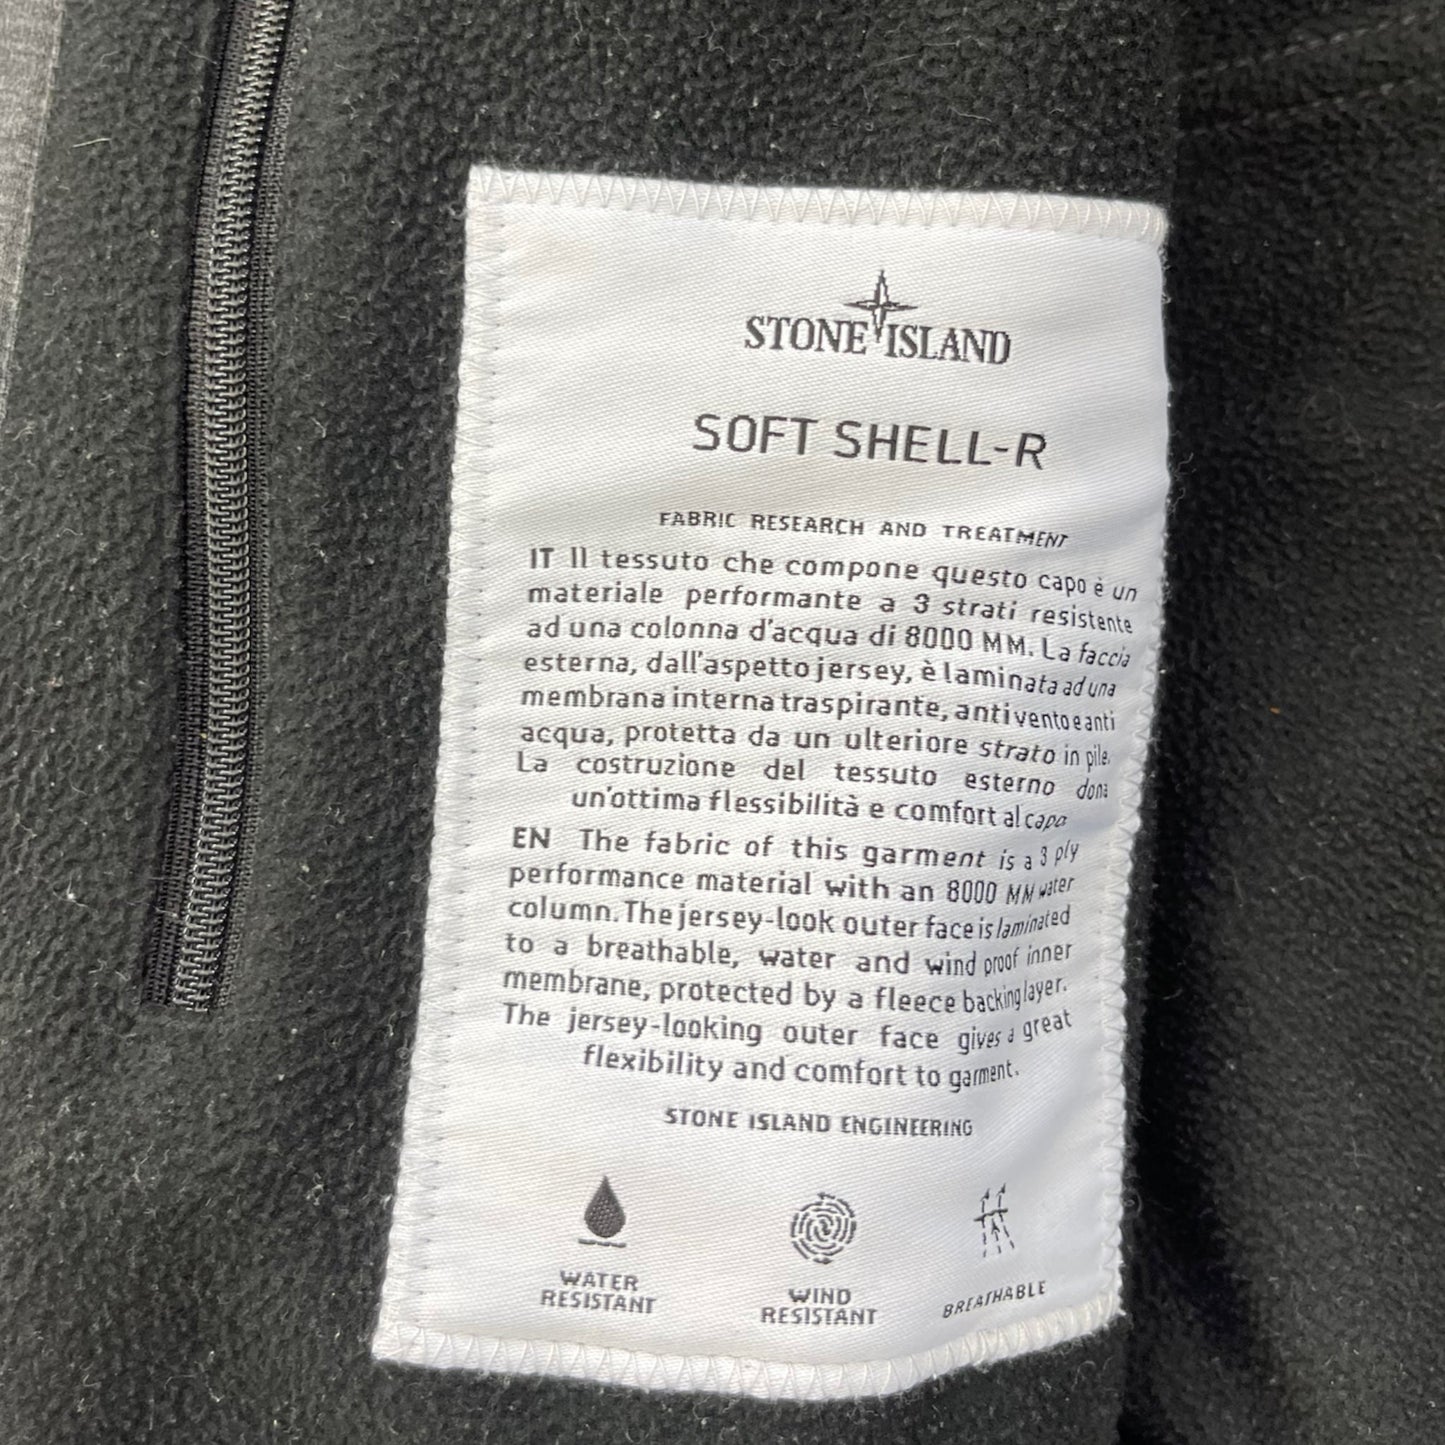 STONE ISLAND
SOFT SHELL-R
FABRIC RESEARCH AND TREATMENT
IT Il tessuto che compone questo capo è un
materiale performante a 3 strati resistente
ad una colonna d'acqua di 8000 MM. La faccia
esterna, dall'aspetto jersey, è laminata ad una
membrana interna traspirante, antivento e anti
acqua, protetta da un ulteriore strato in pile.
La costruzione del tessuto esterno dona
un'ottima flessibilità e comfort al capo
EN The fabric of this garment is a 3 ply
performance material with an 8000 MM water
column. The jersey-look outer face is laminated
to a breathable, water and wind proof inner
membrane, protected by a fleece backing layer.
The jersey-looking outer face gives a great
flexibility and comfort to garment.
STONE ISLAND ENGINEERING
WATER
RESISTANT
WIND
RESISTANT
BREATHABLE